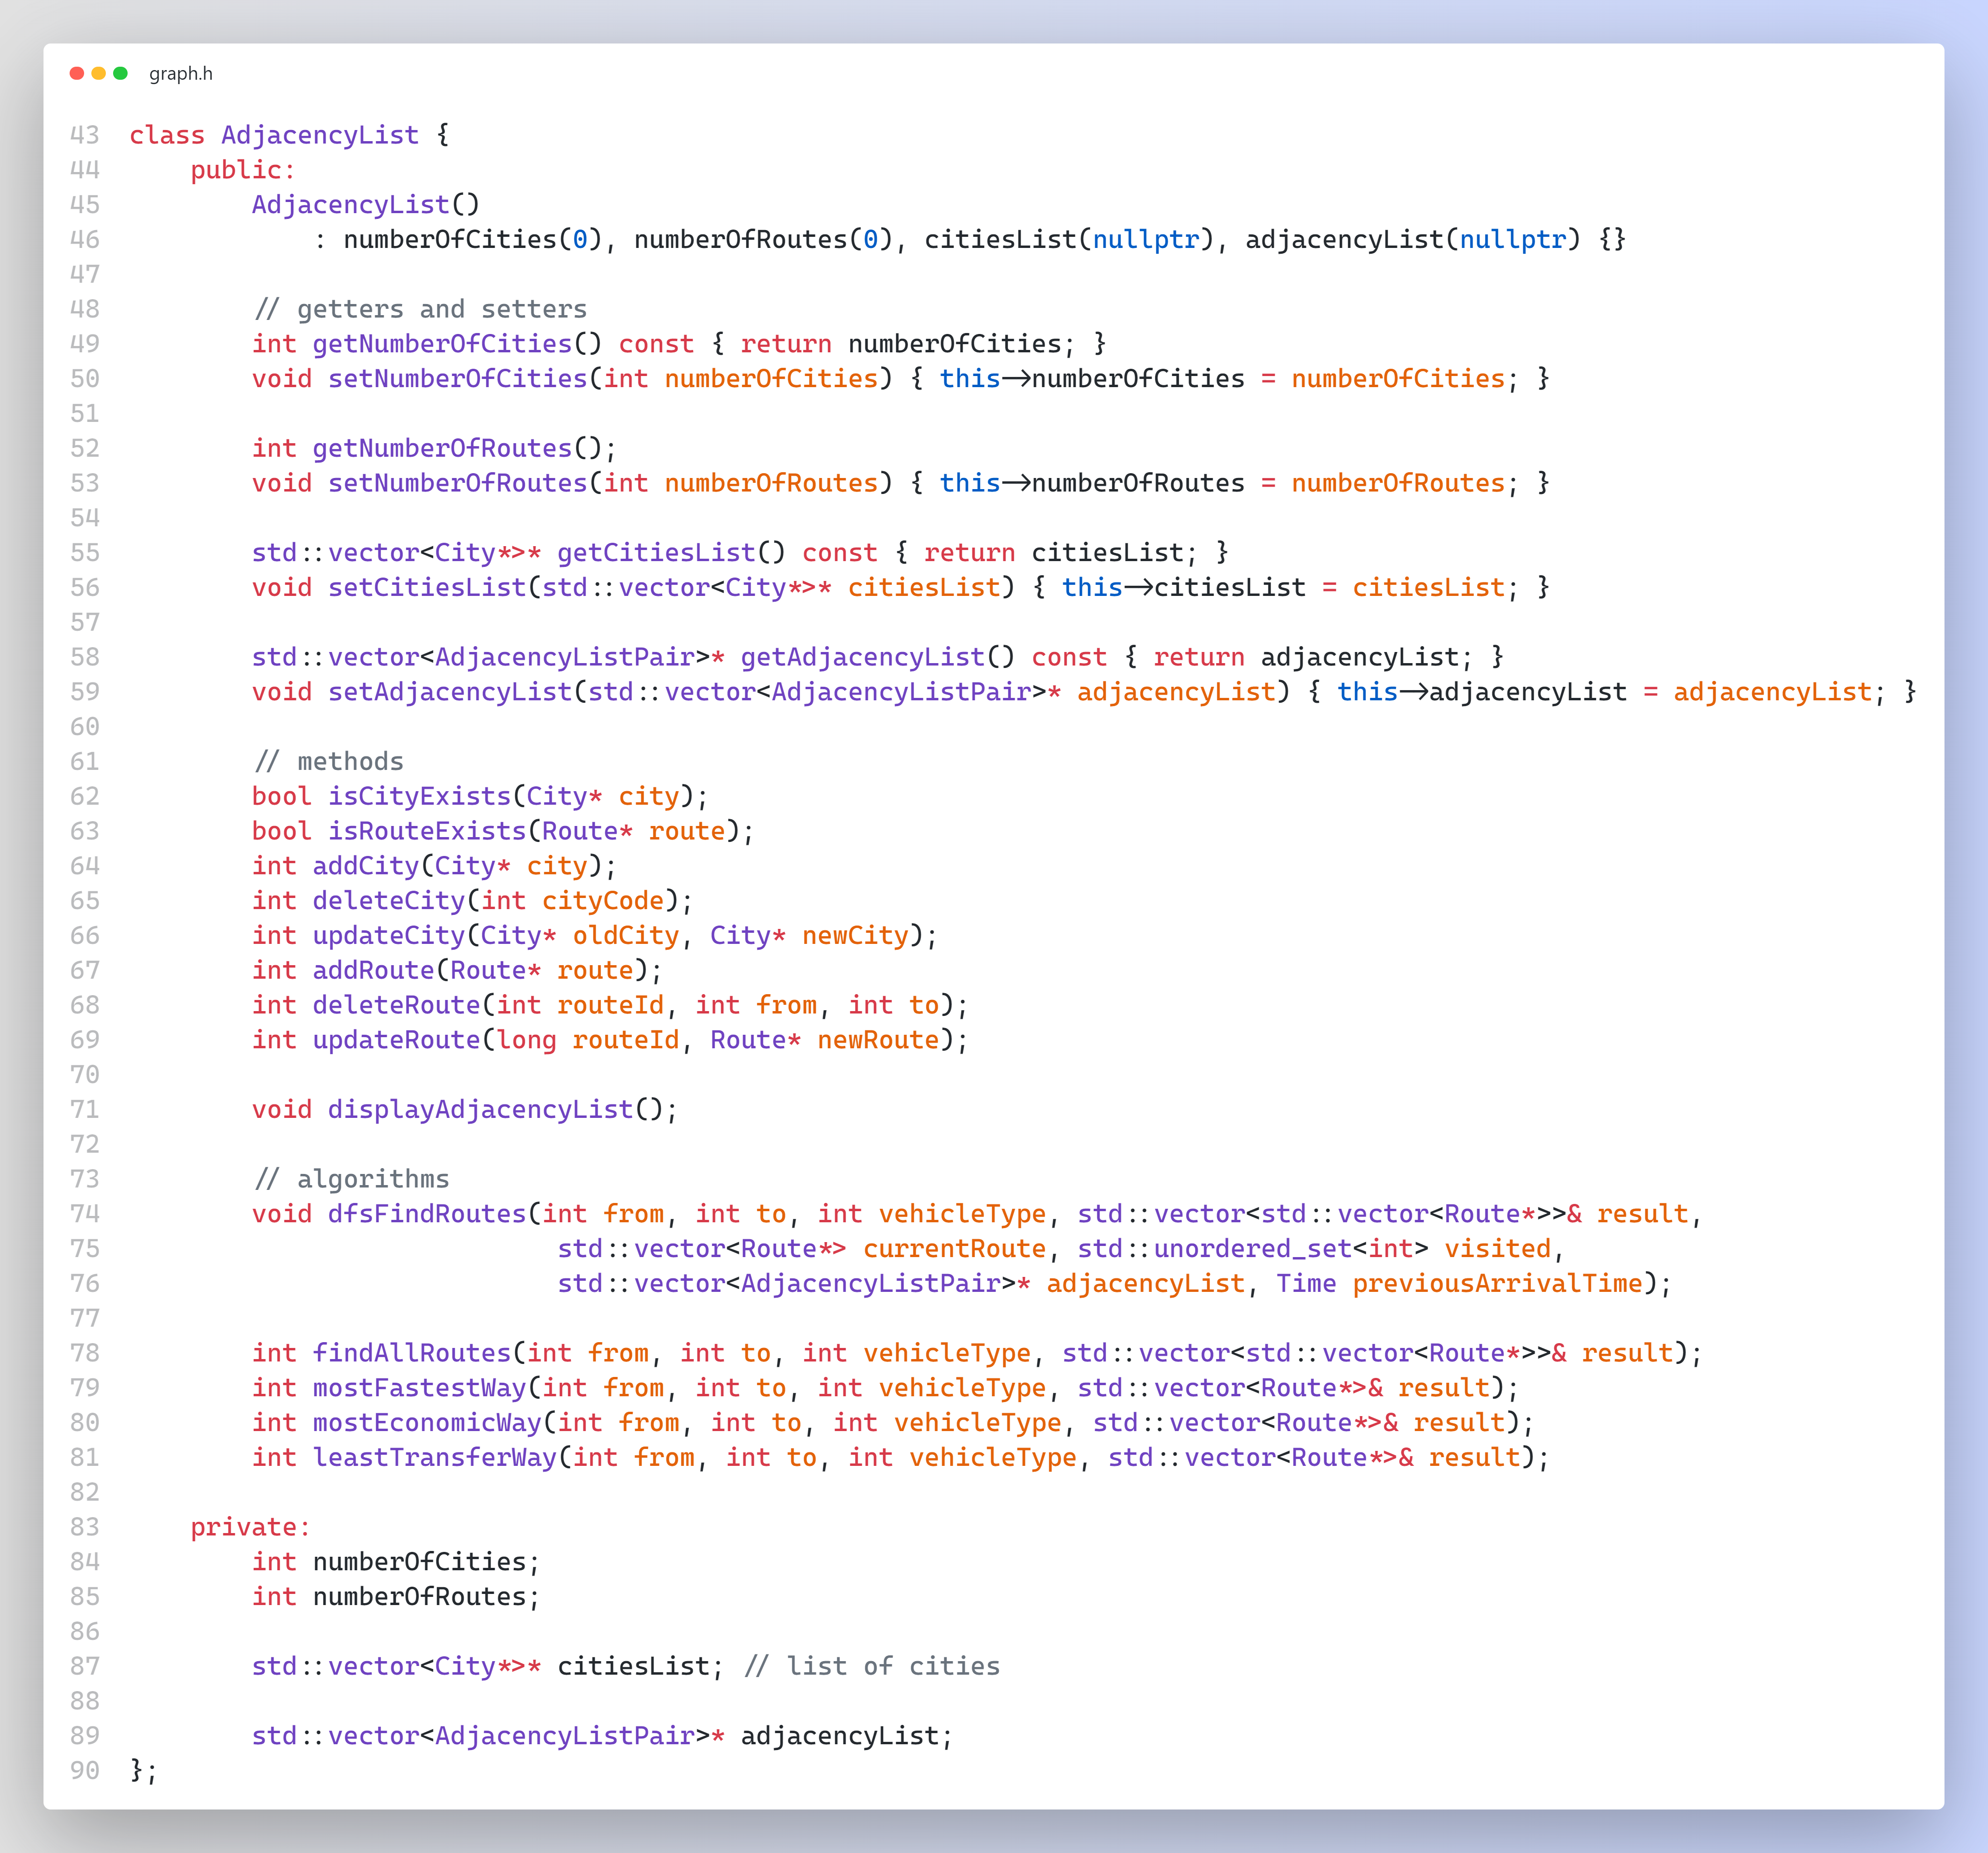 graph.h
43 class AdjacencyList {
44     public:
45         AdjacencyList()
46             : numberOfCities(0), numberOfRoutes(0), citiesList(nullptr), adjacencyList(nullptr) {}
47
48         // getters and setters
49         int getNumberOfCities() const { return numberOfCities; }
50         void setNumberOfCities(int numberOfCities) { this->numberOfCities = numberOfCities; }
51
52         int getNumberOfRoutes();
53         void setNumberOfRoutes(int numberOfRoutes) { this->numberOfRoutes = numberOfRoutes; }
54
55         std::vector<City*>* getCitiesList() const { return citiesList; }
56         void setCitiesList(std::vector<City*>* citiesList) { this->citiesList = citiesList; }
57
58         std::vector<AdjacencyListPair>* getAdjacencyList() const { return adjacencyList; }
59         void setAdjacencyList(std::vector<AdjacencyListPair>* adjacencyList) { this->adjacencyList = adjacencyList; }
60
61         // methods
62         bool isCityExists(City* city);
63         bool isRouteExists(Route* route);
64         int addCity(City* city);
65         int deleteCity(int cityCode);
66         int updateCity(City* oldCity, City* newCity);
67         int addRoute(Route* route);
68         int deleteRoute(int routeId, int from, int to);
69         int updateRoute(long routeId, Route* newRoute);
70
71         void displayAdjacencyList();
72
73         // algorithms
74         void dfsFindRoutes(int from, int to, int vehicleType, std::vector<std::vector<Route*>>& result,
75                             std::vector<Route*> currentRoute, std::unordered_set<int> visited,
76                             std::vector<AdjacencyListPair>* adjacencyList, Time previousArrivalTime);
77
78         int findAllRoutes(int from, int to, int vehicleType, std::vector<std::vector<Route*>>& result);
79         int mostFastestWay(int from, int to, int vehicleType, std::vector<Route*>& result);
80         int mostEconomicWay(int from, int to, int vehicleType, std::vector<Route*>& result);
81         int leastTransferWay(int from, int to, int vehicleType, std::vector<Route*>& result);
82
83     private:
84         int numberOfCities;
85         int numberOfRoutes;
86
87         std::vector<City*>* citiesList; // list of cities
88
89         std::vector<AdjacencyListPair>* adjacencyList;
90 };